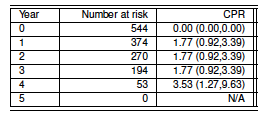 Year Number at risk CPR
0 544 0.00 (0.00,0.00)
1 374 1.77 (0.92,3.39)
2 270 1.77 (0.92,3.39)
3 194 1.77 (0.92,3.39)
4 53 3.53 (1.27,9.63)
5 0 N/A